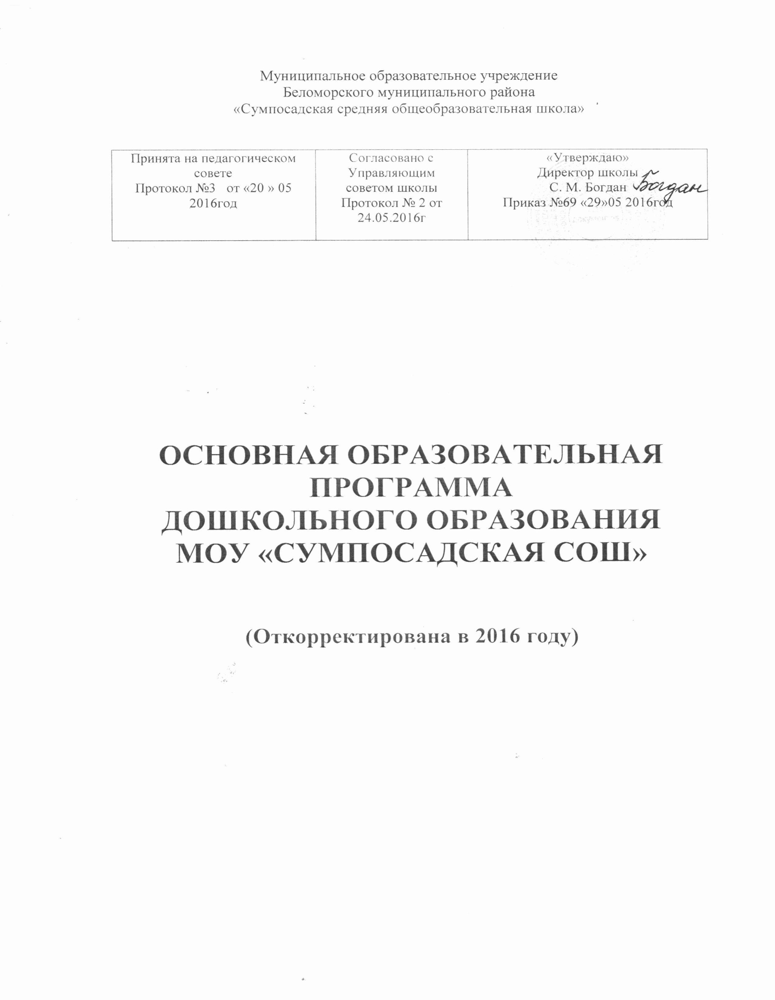 Муниципальное образовательное учреждение
Беломорского муниципального района
«Сумпосадская средняя общеобразовательная школа»
Принята на педагогическом
совете
Протокол №3 от «20 » 05
2016год
Согласовано с
Управляющим
советом школы
Протокол № 2 от
24.05.2016г
«Утверждаю»
Директор школы
С. М. Богдан Богдан
Приказ №69 «29»05 2016год
ОСНОВНАЯ ОБРАЗОВАТЕЛЬНАЯ
ПРОГРАММА
ДОШКОЛЬНОГО ОБРАЗОВАНИЯ
МОУ «СУМПОСАДСКАЯ СОШ»
(Откорректирована в 2016 году)